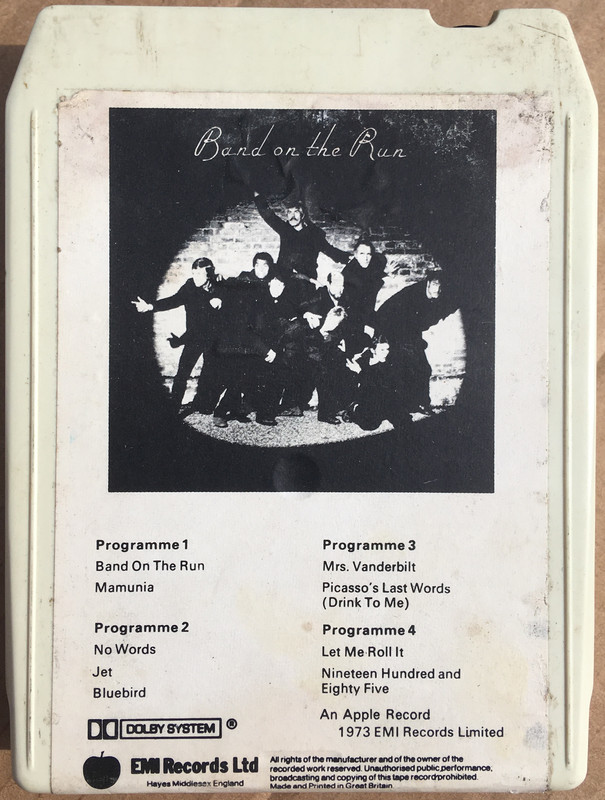 Band on the Run
Programme 1
Band On The Run
Mamunia
Programme 2
No Words
Jet
Bluebird
Programme 3
Mrs. Vanderbilt
Picasso's Last Words
(Drink To Me)
Programme 4
Let Me Roll It
Nineteen Hundred and
Eighty Five
An Apple Record
1973 EMI Records Limited
DOLBY SYSTEM ®
EMI Records Ltd
Hayes Middlesex England
All rights of the manufacturer and of the owner of the
recorded work reserved. Unauthorised public performance,
broadcasting and copying of this tape record prohibited.
Made and Printed in Great Britain